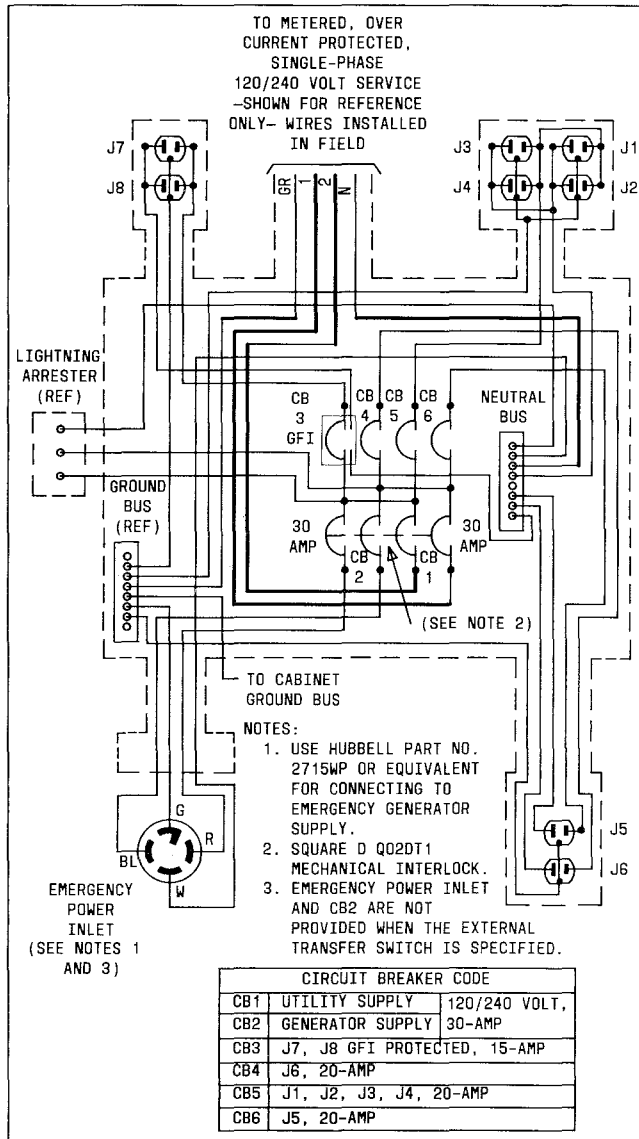 TO METERED, OVER
CURRENT PROTECTED,
SINGLE-PHASE
120/240 VOLT SERVICE
—SHOWN FOR REFERENCE
ONLY— WIRES INSTALLED
IN FIELD
J7
J8
GR
1
2
N
J3
J1
J4
J2
LIGHTNING
ARRESTER
(REF)
CB
3
GFI
CB
4
CB
5
CB
6
NEUTRAL
BUS
GROUND
BUS
(REF)
30
AMP
CB
2
CB
1
30
AMP
(SEE NOTE 2)
TO CABINET
GROUND BUS
G
R
BL
W
EMERGENCY
POWER
INLET
(SEE NOTES 1
AND 3)
NOTES:
1. USE HUBBELL PART NO.
2715WP OR EQUIVALENT
FOR CONNECTING TO
EMERGENCY GENERATOR
SUPPLY.
2. SQUARE D QO2DT1
MECHANICAL INTERLOCK.
3. EMERGENCY POWER INLET
AND CB2 ARE NOT
PROVIDED WHEN THE EXTERNAL
TRANSFER SWITCH IS SPECIFIED.
J5
J6
CIRCUIT BREAKER CODE
CB1 UTILITY SUPPLY 120/240 VOLT,
CB2 GENERATOR SUPPLY 30-AMP
CB3 J7, J8 GFI PROTECTED, 15-AMP
CB4 J6, 20-AMP
CB5 J1, J2, J3, J4, 20-AMP
CB6 J5, 20-AMP